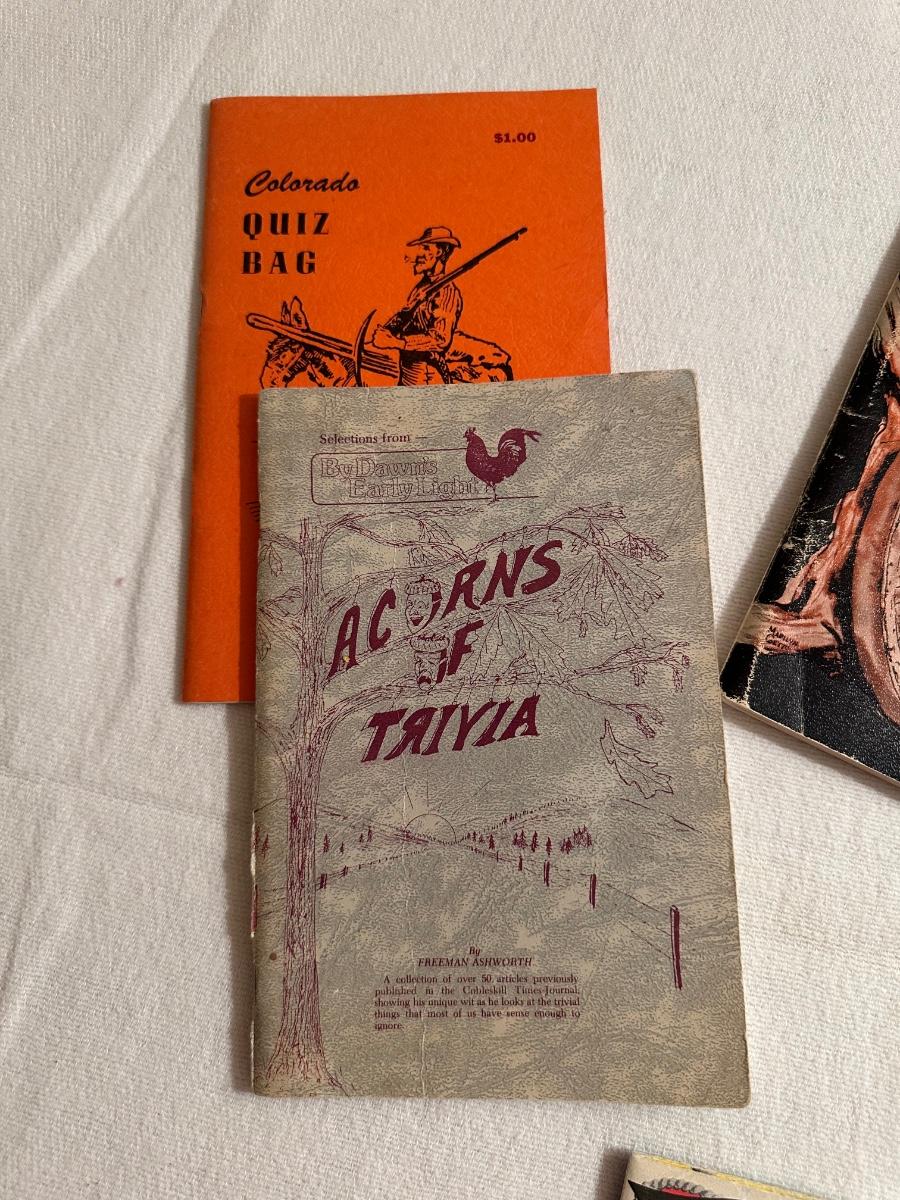 $1.00
Colorado
QUIZ
BAG
Selections from —
By Dawn's
Early Light
ACORNS
OF
TRIVIA
By
FREEMAN ASHWORTH
A collection of over 50 articles previously
published in the Cobleskill Times-Journal,
showing his unique wit as he looks at the trivial
things that most of us have sense enough to
ignore.
MARILYN